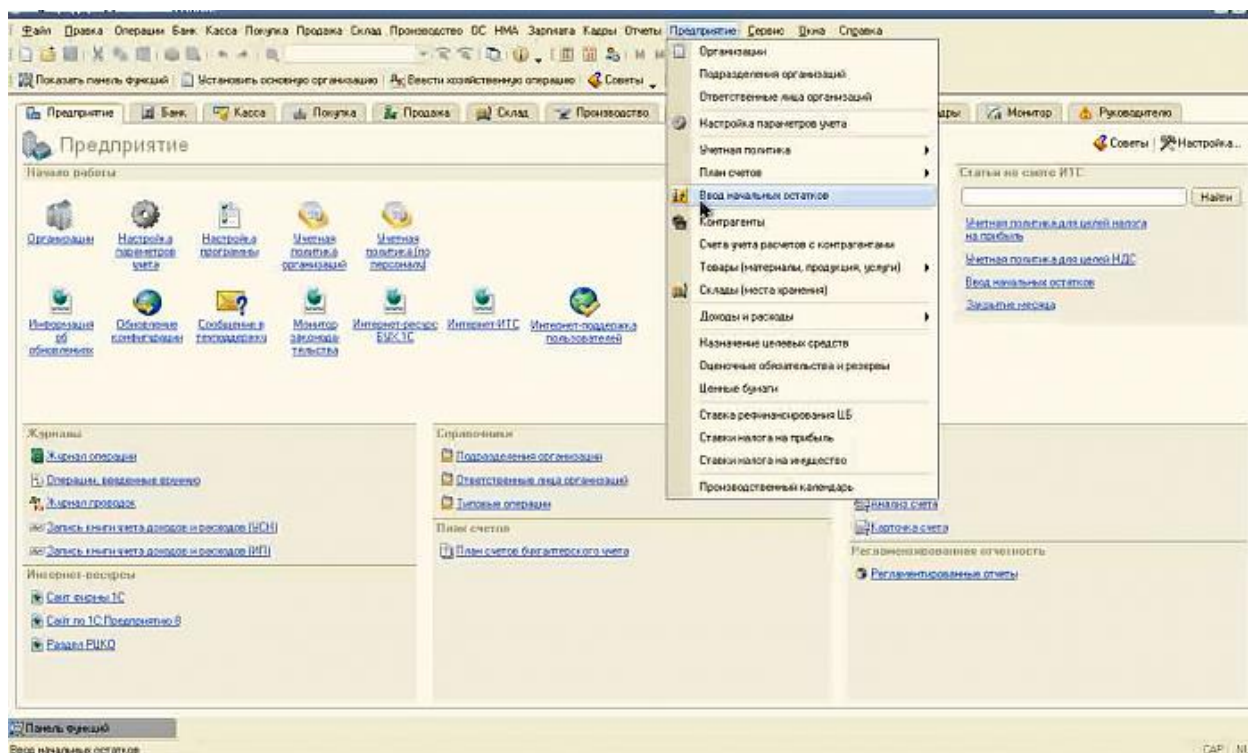 Файл Правка Операции Банк Касса Покупка Продажа Склад Производство ОС НМА Зарплата Кадры Отчеты Предприятие Сервис Окна Справка
Показать панель функций Установить основную организацию Ввести хозяйственную операцию Советы
Предприятие Банк Касса Покупка Продажа Склад Производство Монитор Руководителю
Предприятие
Советы Настройка...
Начало работы
Организации
Настройка параметров учета
Настройка программы
Учетная политика организаций
Учетная политика (по персоналу)
Информация об обновлениях
Обновление конфигурации
Сообщение в техподдержку
Монитор законода тельства
Интернет-ресурс БУХ.1С
Интернет-ИТС
Интернет-поддержка пользователей
Организации
Подразделения организаций
Ответственные лица организаций
Настройка параметров учета
Учетная политика
План счетов
Ввод начальных остатков
Контрагенты
Счета учета расчетов с контрагентами
Товары (материалы, продукция, услуги)
Склады (места хранения)
Доходы и расходы
Назначение целевых средств
Оценочные обязательства и резервы
Ценные бумаги
Ставка рефинансирования ЦБ
Ставки налога на прибыль
Ставки налога на имущество
Производственный календарь
Статьи на сайте ИТС
Найти
Учетная политика для целей налога
на прибыль
Учетная политика для целей НДС
Ввод начальных остатков
Закрытие месяца
Журналы
Журнал операций
Операции, введенные вручную
Журнал проводок
Запись книги учета доходов и расходов (УСН)
Запись книги учета доходов и расходов (ИП)
Интернет-ресурсы
Сайт фирмы 1С
Сайт по 1С:Предприятию 8
Раздел РЦКО
Справочники
Подразделения организаций
Ответственные лица организаций
Типовые операции
План счетов
План счетов бухгалтерского учета
Анализ счета
Карточка счета
Регламентированная отчетность
Регламентированные отчеты
Панель функций
Ввод начальных остатков
CAP